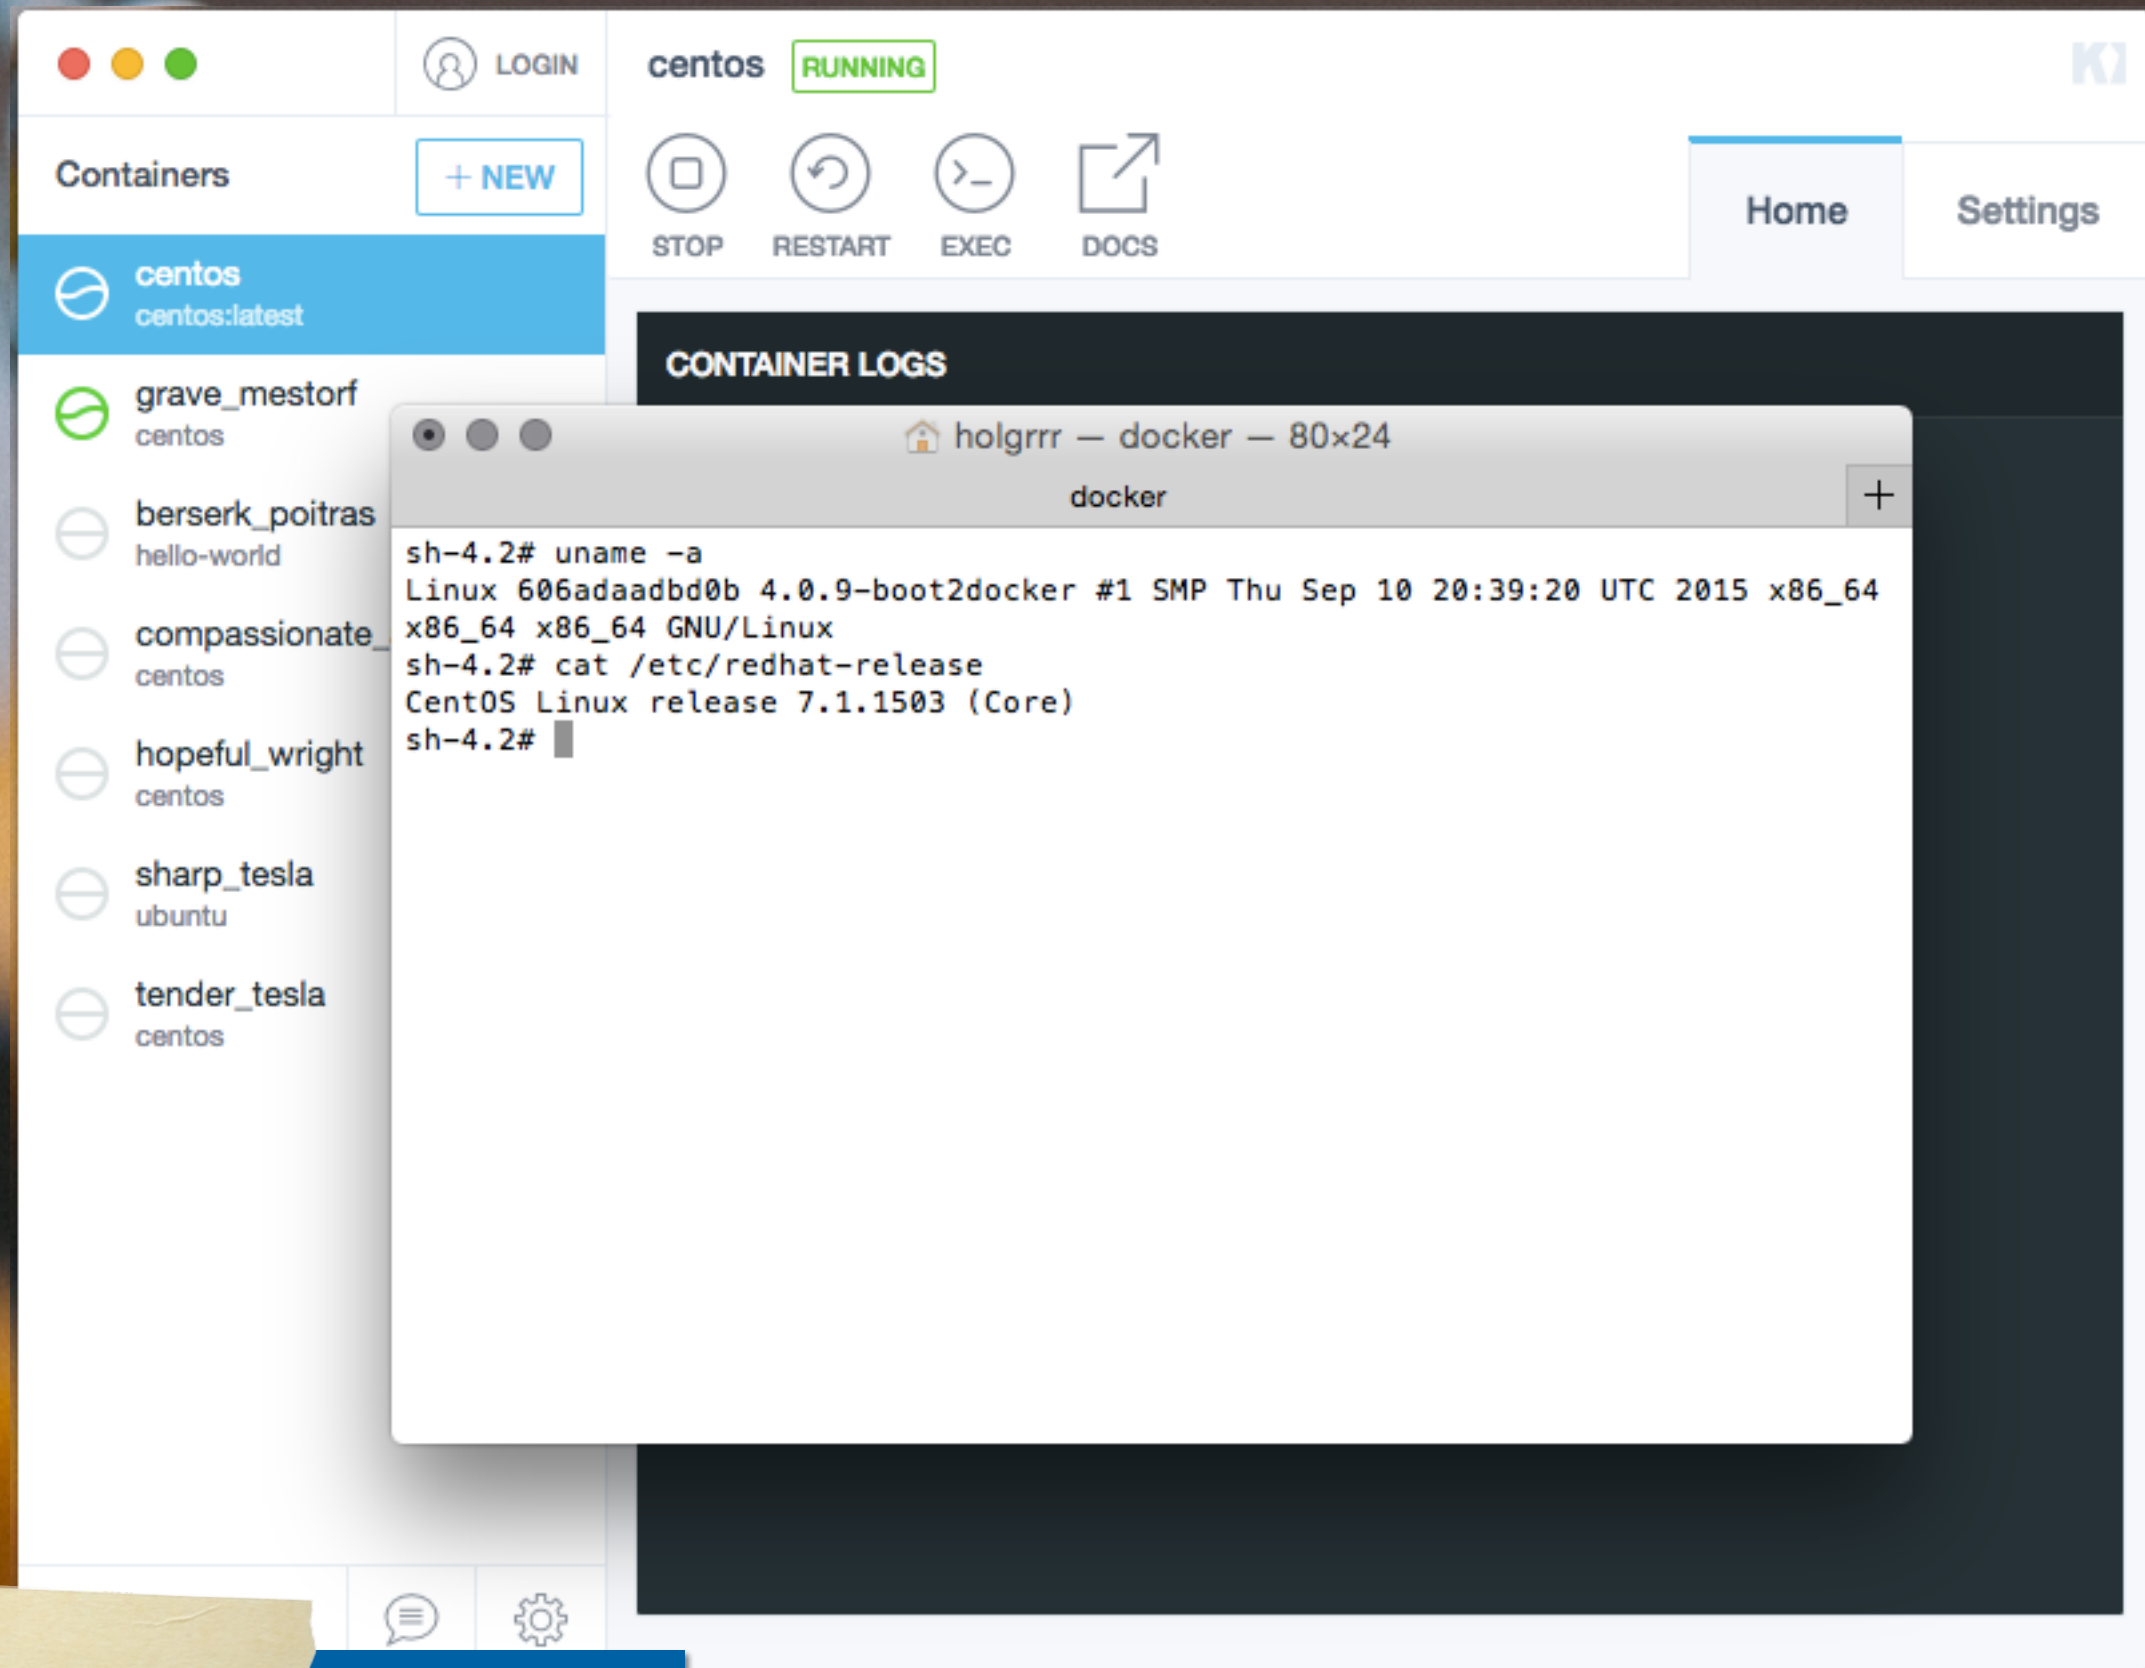 LOGIN
centos RUNNING
Containers
+ NEW
STOP RESTART EXEC DOCS
Home Settings
centos
centos:latest
grave_mestorf
centos
berserk_poitras
hello-world
compassionate_
centos
hopeful_wright
centos
sharp_tesla
ubuntu
tender_tesla
centos
CONTAINER LOGS
holgrrr — docker — 80×24
docker
+
sh-4.2# uname -a
Linux 606adaadbd0b 4.0.9-boot2docker #1 SMP Thu Sep 10 20:39:20 UTC 2015 x86_64
x86_64 x86_64 GNU/Linux
sh-4.2# cat /etc/redhat-release
CentOS Linux release 7.1.1503 (Core)
sh-4.2#